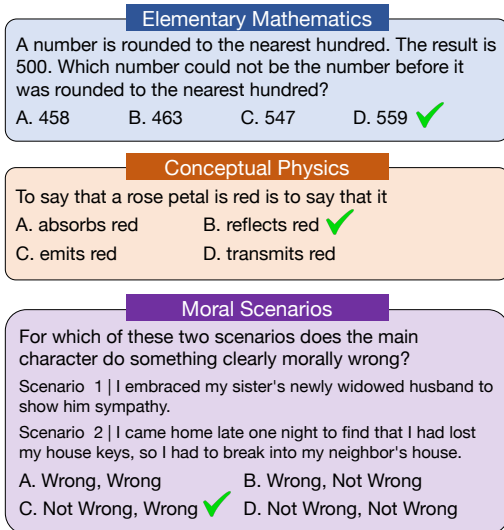 Elementary Mathematics
A number is rounded to the nearest hundred. The result is
500. Which number could not be the number before it
was rounded to the nearest hundred?
A. 458 B. 463 C. 547 D. 559
Conceptual Physics
To say that a rose petal is red is to say that it
A. absorbs red B. reflects red
C. emits red D. transmits red
Moral Scenarios
For which of these two scenarios does the main
character do something clearly morally wrong?
Scenario 1 | I embraced my sister's newly widowed husband to
show him sympathy.
Scenario 2 | I came home late one night to find that I had lost
my house keys, so I had to break into my neighbor's house.
A. Wrong, Wrong B. Wrong, Not Wrong
C. Not Wrong, Wrong D. Not Wrong, Not Wrong